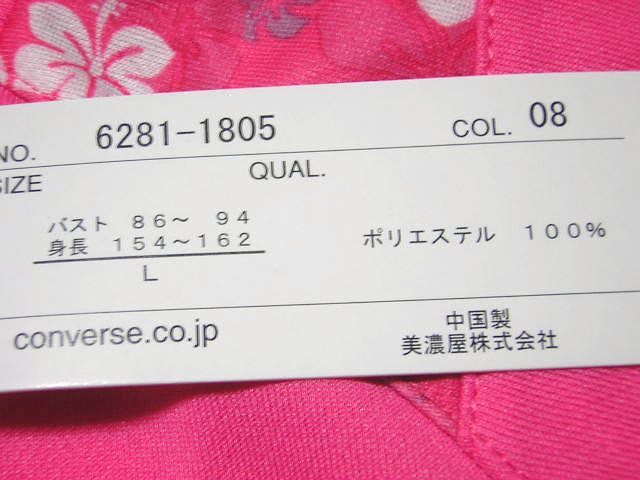 NO. 6281-1805 COL. 08
SIZE QUAL.
バスト 86〜 94
身長 154〜162
L
ポリエステル 100%
converse.co.jp
中国製
美濃屋株式会社